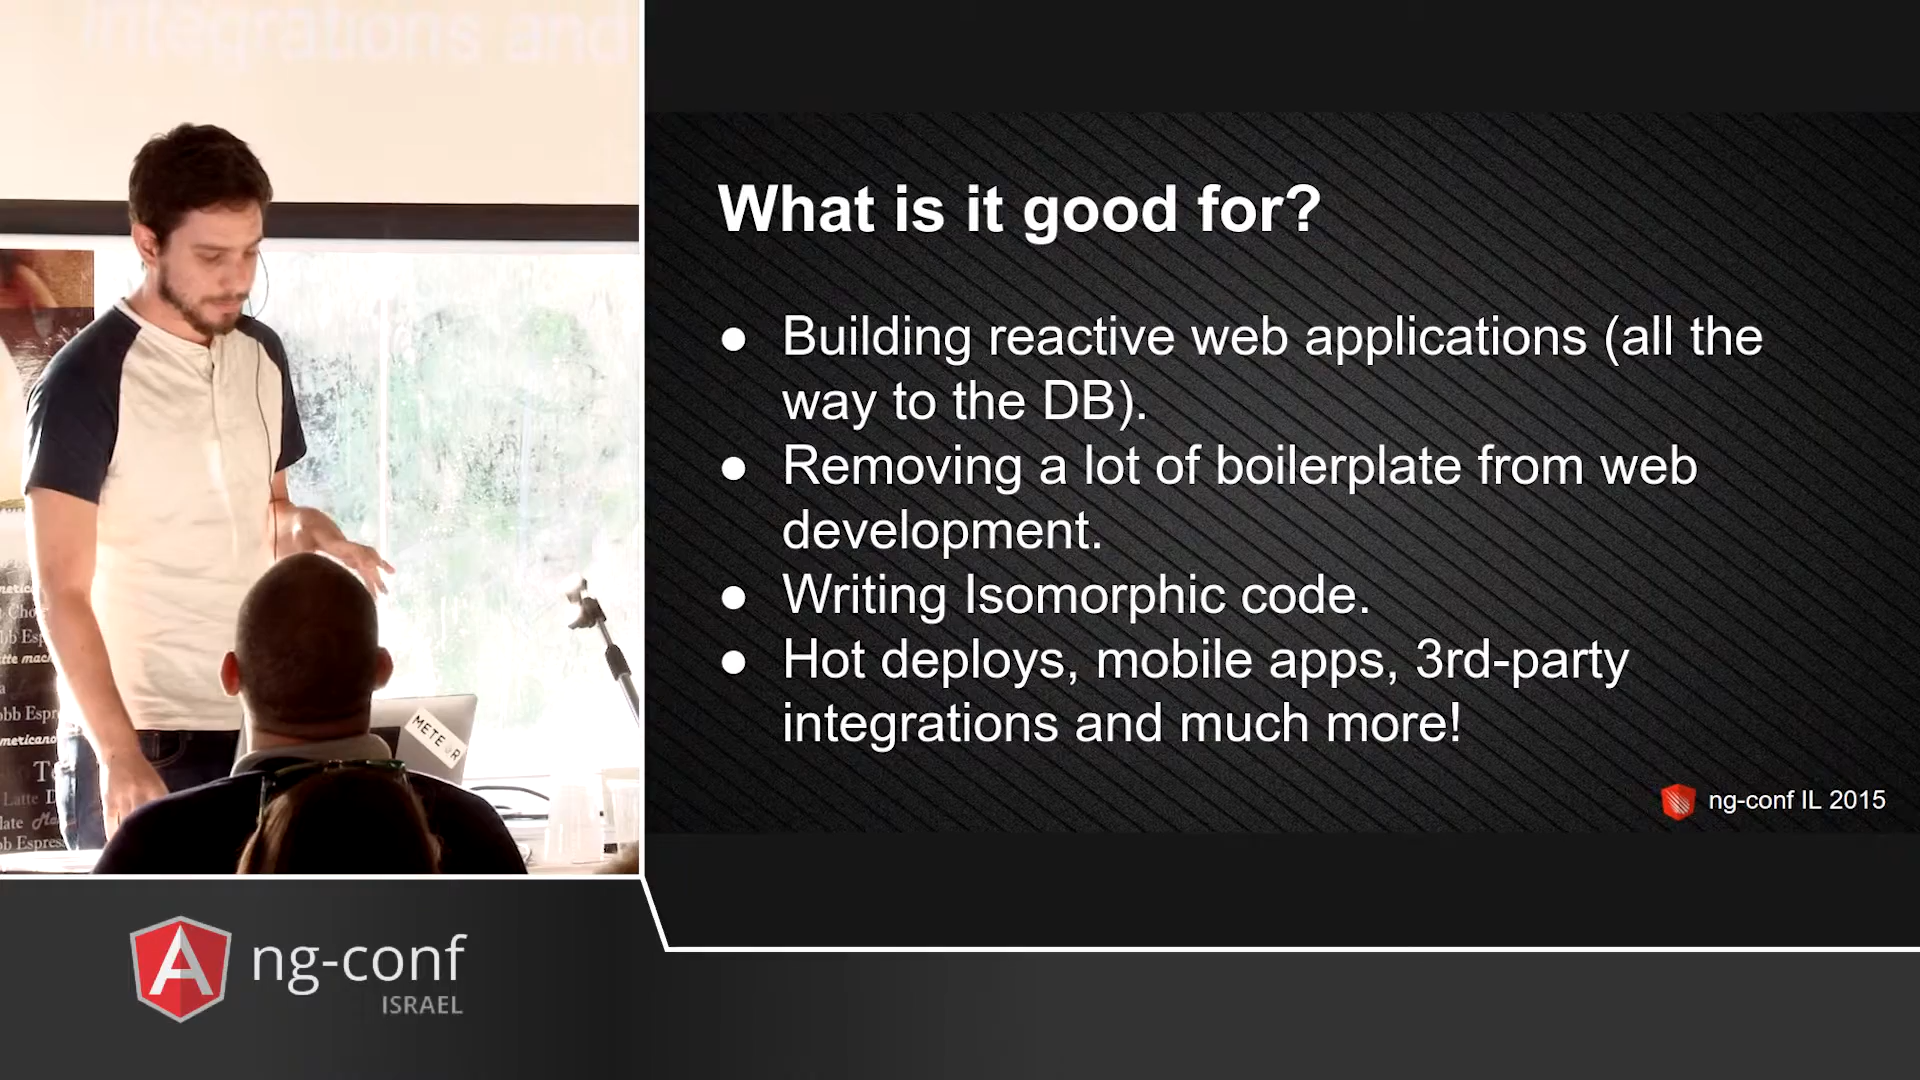 integrations and
What is it good for?
● Building reactive web applications (all the
way to the DB).
● Removing a lot of boilerplate from web
development.
● Writing Isomorphic code.
● Hot deploys, mobile apps, 3rd-party
integrations and much more!
ng-conf IL 2015
METEOR
Latte
ng-conf
ISRAEL